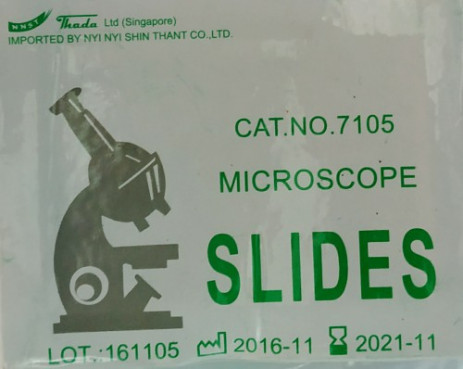 NNST Thada Ltd (Singapore)
IMPORTED BY NYI NYI SHIN THANT CO.,LTD.
CAT.NO.7105
MICROSCOPE
SLIDES
LOT.:161105 2016-11 2021-11